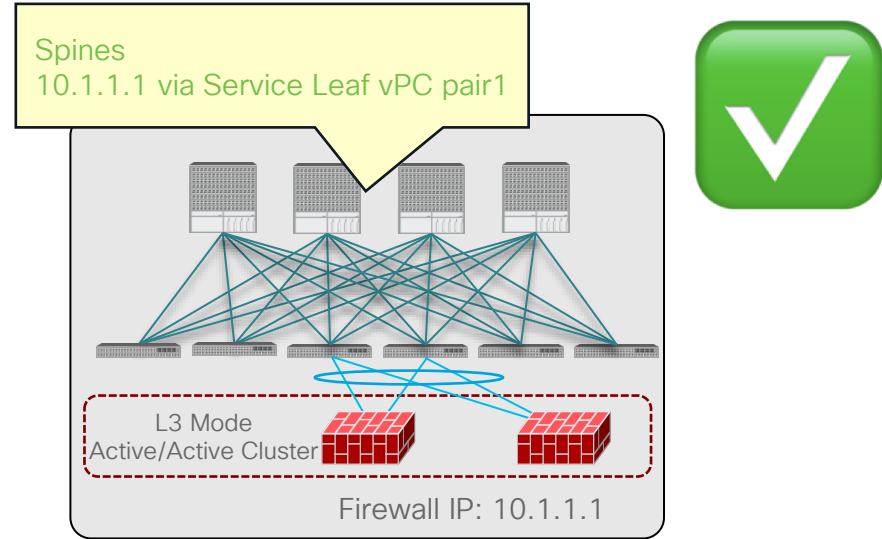 Spines
10.1.1.1 via Service Leaf vPC pair1
L3 Mode
Active/Active Cluster
Firewall IP: 10.1.1.1